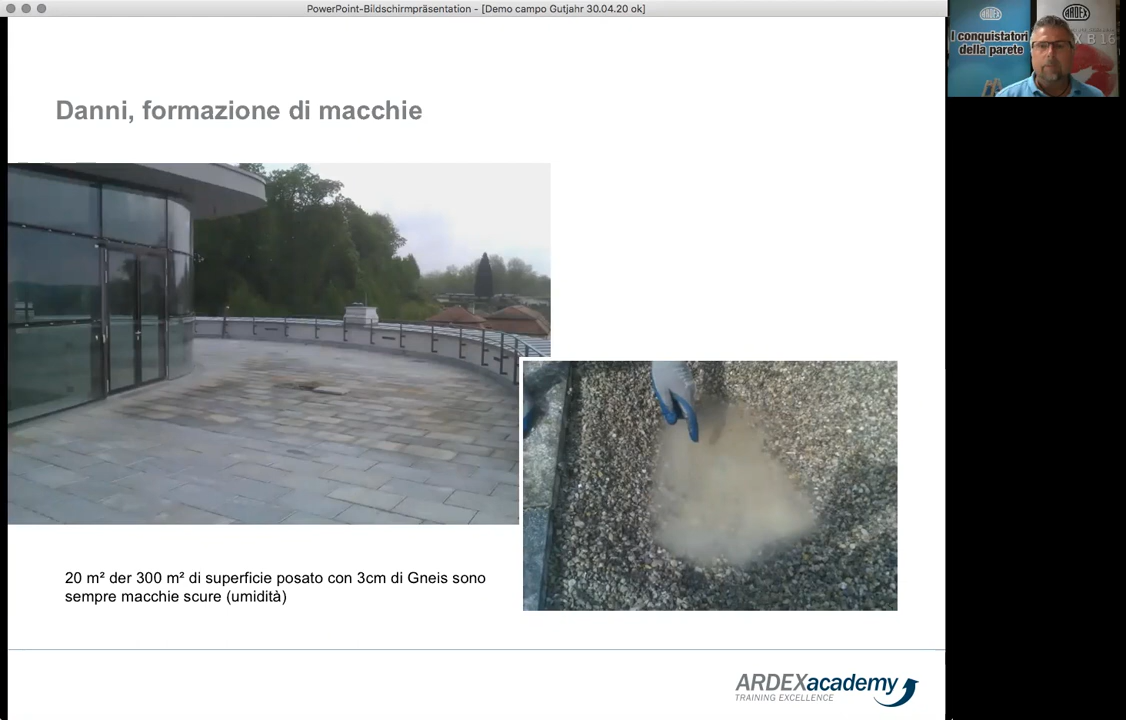 PowerPoint-Bildschirmpräsentation - [Demo campo Gutjahr 30.04.20 ok]
ARDEX
ARDEX
I conquistatori
della parete
X B 16
Danni, formazione di macchie
20 m² der 300 m² di superficie posato con 3cm di Gneis sono
sempre macchie scure (umidità)
ARDEXacademy
TRAINING EXCELLENCE